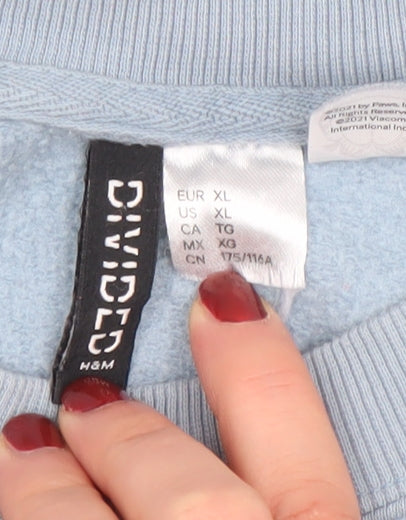 DIVIDED
H&M
EUR XL
US XL
CA TG
MX XG
CN 175/116A
©2021 by Paws, I
All Rights Reserve
©2021 Viacom
International Inc